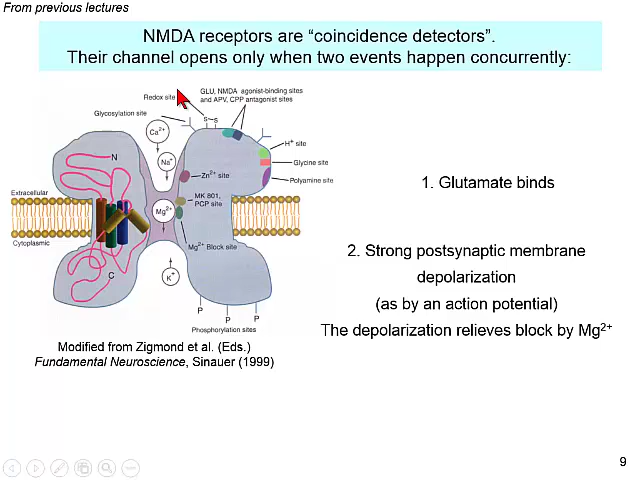 From previous lectures
NMDA receptors are “coincidence detectors”.
Their channel opens only when two events happen concurrently:
Redox site
GLU, NMDA agonist-binding sites
and APV, CPP antagonist sites
Glycosylation site
S–S
Ca2+
H+ site
N
Na+
Glycine site
Zn2+ site
Polyamine site
Extracellular
MK 801,
PCP site
Mg2+
Cytoplasmic
Mg2+ Block site
C
K+
P
P
P
Phosphorylation sites
Modified from Zigmond et al. (Eds.)
Fundamental Neuroscience, Sinauer (1999)
1. Glutamate binds
2. Strong postsynaptic membrane
depolarization
(as by an action potential)
The depolarization relieves block by Mg2+
9